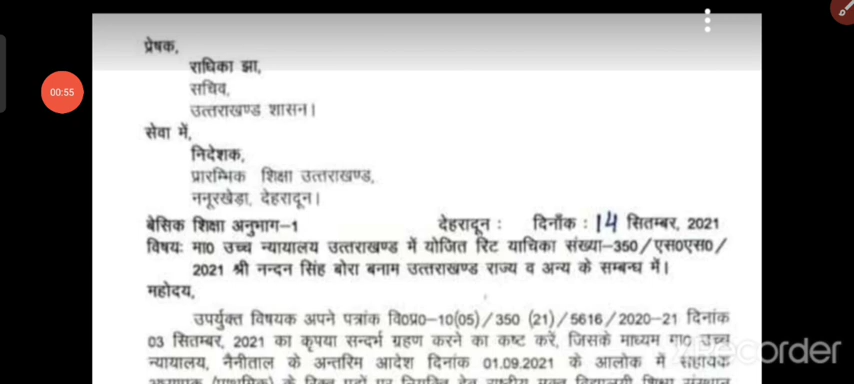 00:55
प्रेषक,
राधिका झा,
सचिव,
उत्तराखण्ड शासन।
सेवा में,
निदेशक,
प्रारम्भिक शिक्षा उत्तराखण्ड,
ननूरखेड़ा, देहरादून।
बेसिक शिक्षा अनुभाग–1 देहरादून : दिनाँक : 14 सितम्बर, 2021
विषयः मा0 उच्च न्यायालय उत्तराखण्ड में योजित रिट याचिका संख्या–350/एस0एस0/
2021 श्री नन्दन सिंह बोरा बनाम उत्तराखण्ड राज्य व अन्य के सम्बन्ध में।
महोदय,
उपर्युक्त विषयक अपने पत्रांक वि0प्र0–10(05)/350 (21)/5616/2020–21 दिनांक
03 सितम्बर, 2021 का कृपया सन्दर्भ ग्रहण करने का कष्ट करें, जिसके माध्यम मा0 उच्च
न्यायालय, नैनीताल के अन्तरिम आदेश दिनांक 01.09.2021 के आलोक में सहायक
Recorder